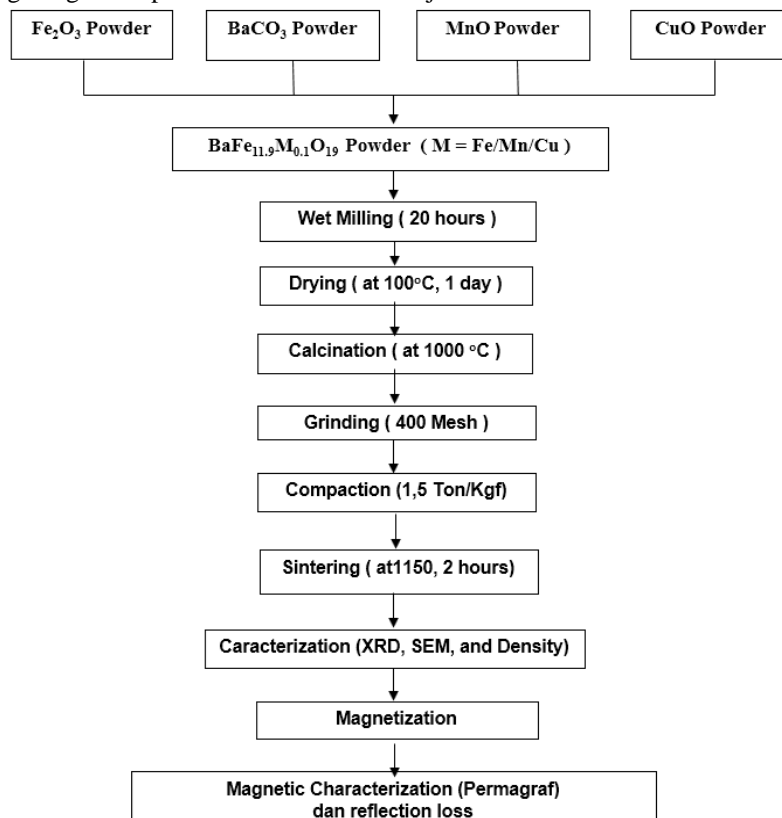 Fe₂O₃ Powder
BaCO₃ Powder
MnO Powder
CuO Powder
BaFe₁₁.₉M₀.₁O₁₉ Powder ( M = Fe/Mn/Cu )
Wet Milling ( 20 hours )
Drying ( at 100°C, 1 day )
Calcination ( at 1000 °C )
Grinding ( 400 Mesh )
Compaction (1,5 Ton/Kgf)
Sintering ( at1150, 2 hours)
Caracterization (XRD, SEM, and Density)
Magnetization
Magnetic Characterization (Permagraf)
dan reflection loss